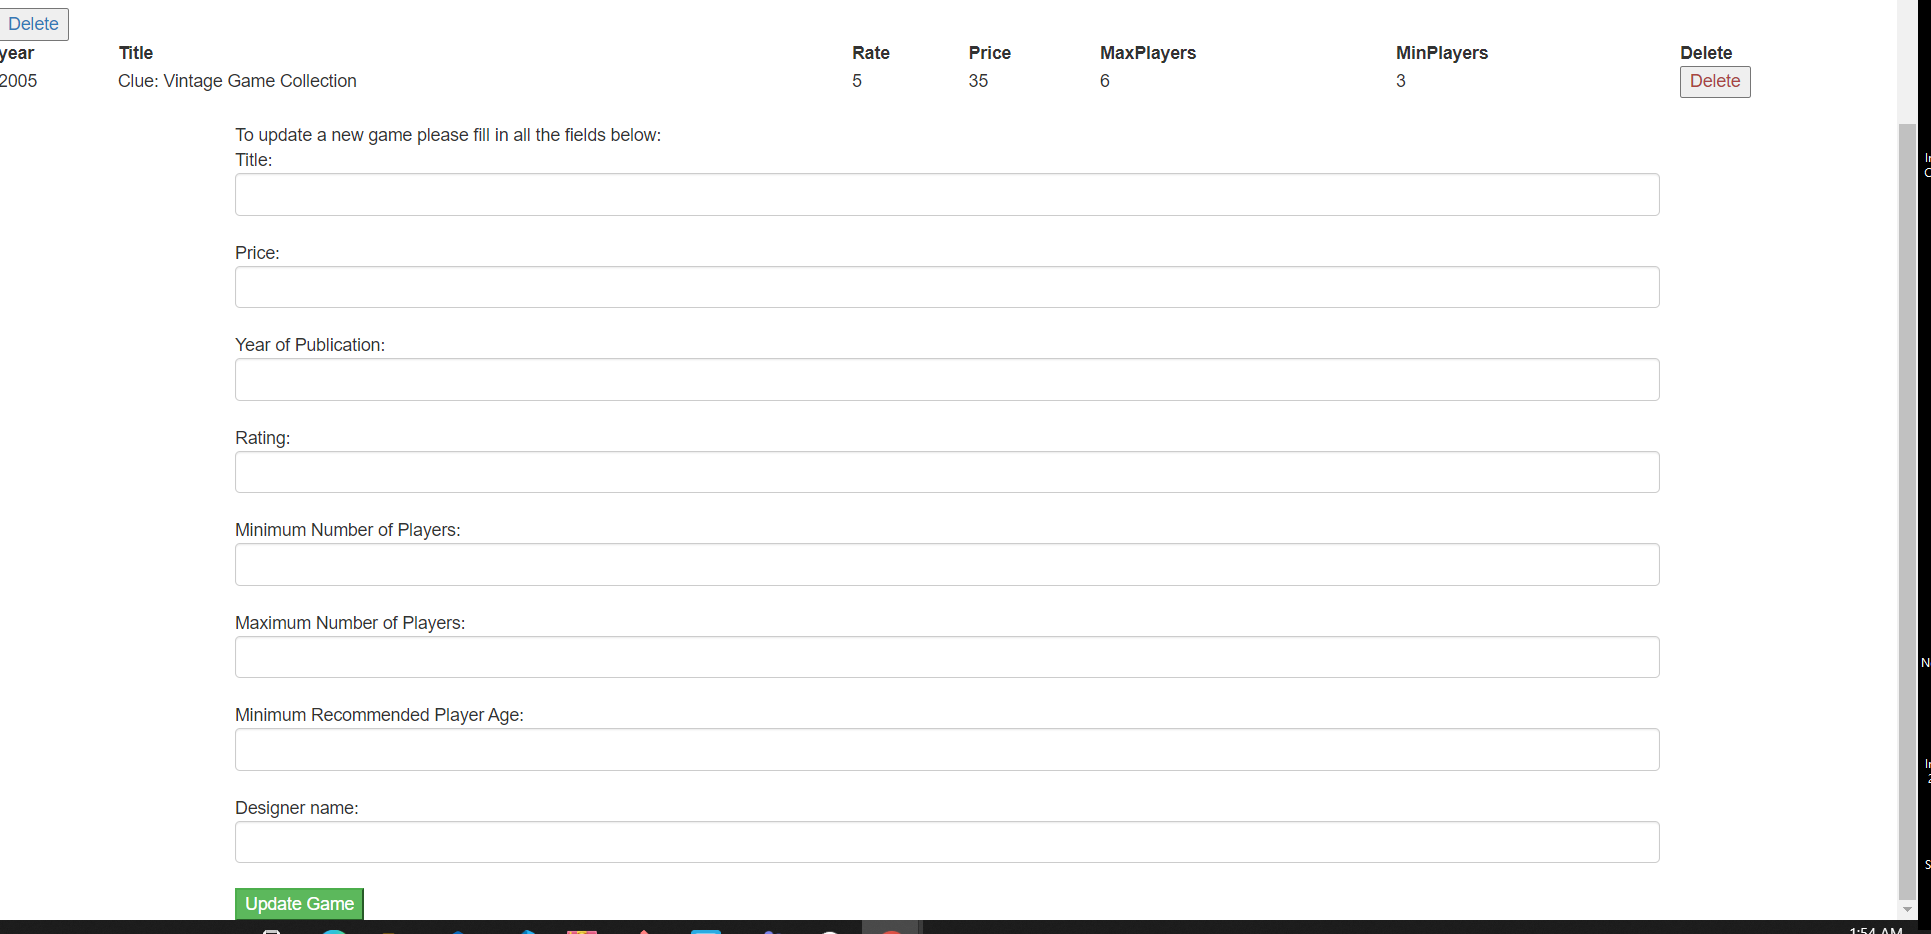 Delete
year Title Rate Price MaxPlayers MinPlayers Delete
2005 Clue: Vintage Game Collection 5 35 6 3 Delete
To update a new game please fill in all the fields below:
Title:
Price:
Year of Publication:
Rating:
Minimum Number of Players:
Maximum Number of Players:
Minimum Recommended Player Age:
Designer name:
Update Game
1:54 AM